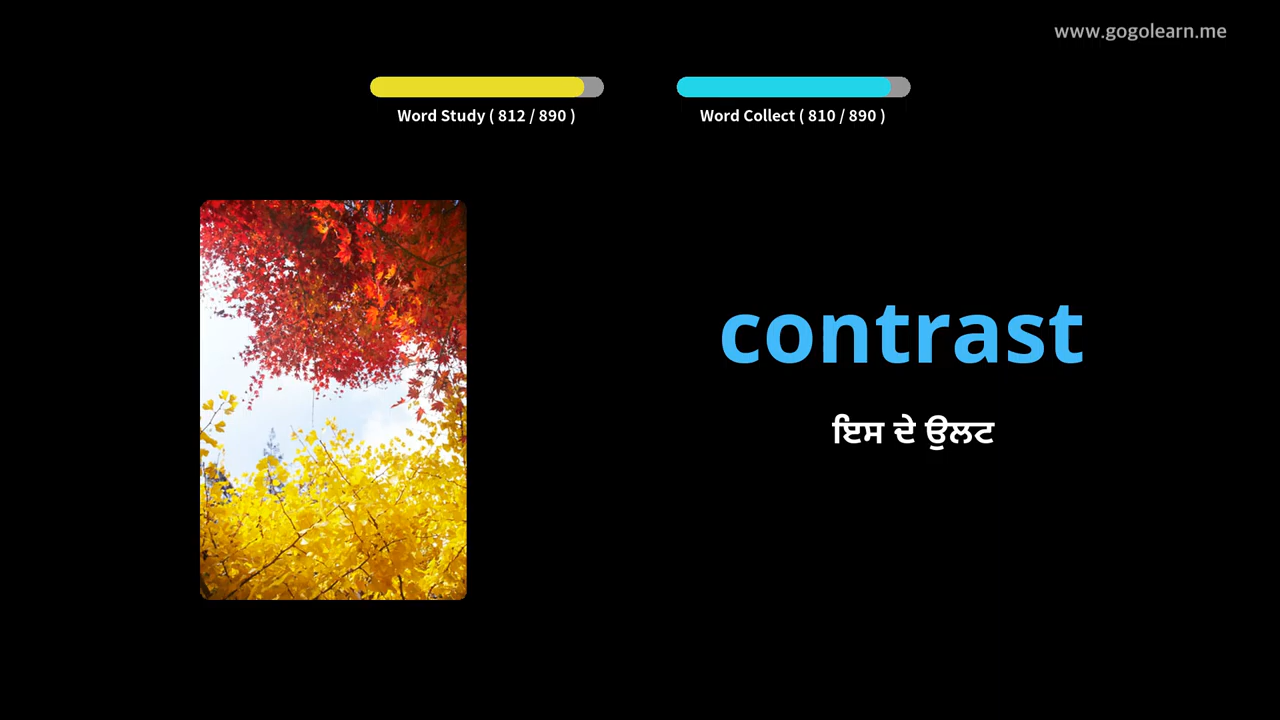 www.gogolearn.me
Word Study ( 812 / 890 )
Word Collect ( 810 / 890 )
contrast
ਇਸ ਦੇ ਉਲਟ